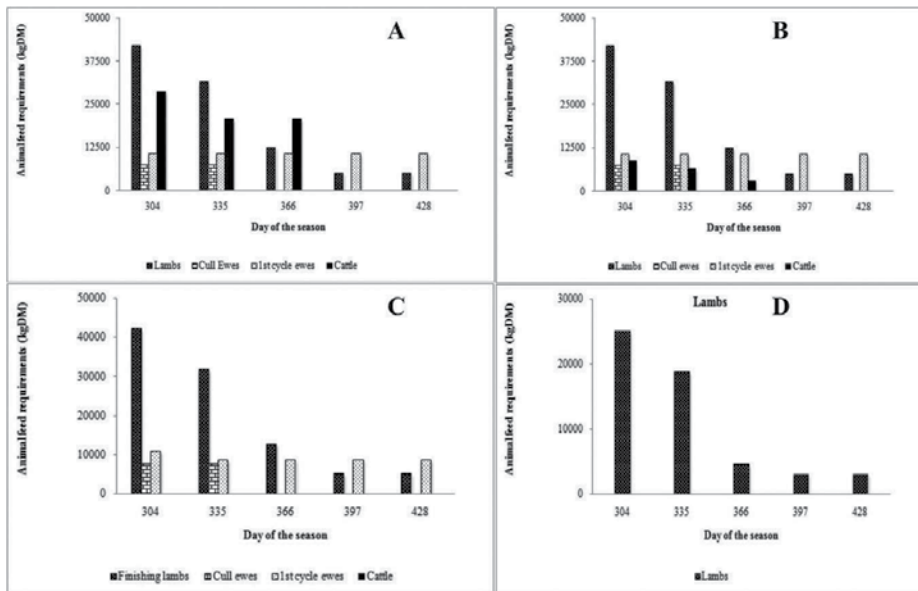 A
Animal feed requirements (kgDM)
50000
37500
25000
12500
0
304 335 366 397 428
Day of the season
Lambs Cull Ewes 1st cycle ewes Cattle
B
Animal feed requirements (kgDM)
50000
37500
25000
12500
0
304 335 366 397 428
Day of the season
Lambs Cull ewes 1st cycle ewes Cattle
C
Animal feed requirements (kgDM)
50000
40000
30000
20000
10000
0
304 335 366 397 428
Day of the season
Finishing lambs Cull ewes 1st cycle ewes Cattle
Lambs D
Animal feed requirements (kgDM)
30000
20000
10000
0
304 335 366 397 428
Day of the season
Lambs